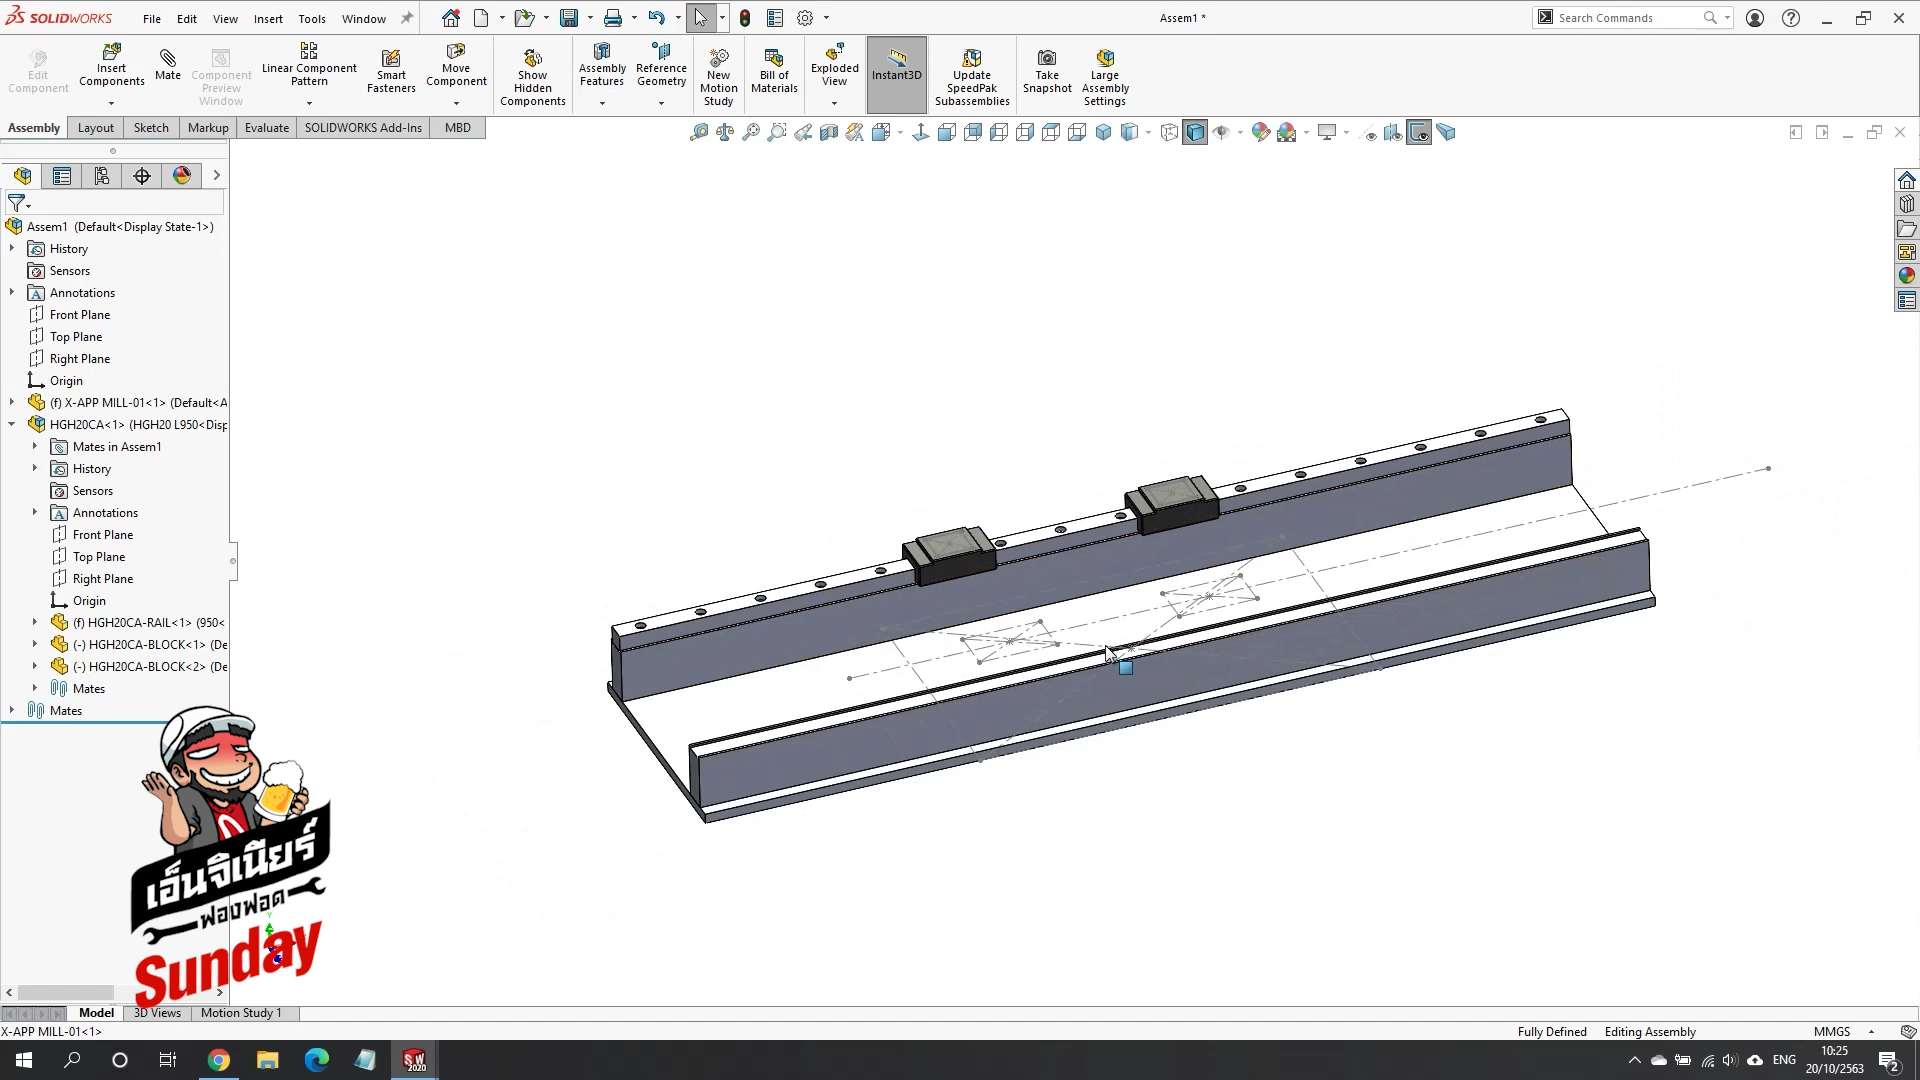 SOLIDWORKS
File
Edit
View
Insert
Tools
Window
Assem1 *
Search Commands
Edit
Component
Insert
Components
Mate
Component
Preview
Window
Linear Component
Pattern
Smart
Fasteners
Move
Component
Show
Hidden
Components
Assembly
Features
Reference
Geometry
New
Motion
Study
Bill of
Materials
Exploded
View
Instant3D
Update
SpeedPak
Subassemblies
Take
Snapshot
Large
Assembly
Settings
Assembly
Layout
Sketch
Markup
Evaluate
SOLIDWORKS Add-Ins
MBD
Assem1 (Default<Display State-1>)
History
Sensors
Annotations
Front Plane
Top Plane
Right Plane
Origin
(f) X-APP MILL-01<1> (Default<A
HGH20CA<1> (HGH20 L950<Disp
Mates in Assem1
History
Sensors
Annotations
Front Plane
Top Plane
Right Plane
Origin
(f) HGH20CA-RAIL<1> (950<
(-) HGH20CA-BLOCK<1> (De
(-) HGH20CA-BLOCK<2> (De
Mates
Mates
เอ็นจิเนียร์
ฟองฟอด
Sunday
Model
3D Views
Motion Study 1
X-APP MILL-01<1>
Fully Defined
Editing Assembly
MMGS
SW
2020
ENG
10:25
20/10/2563
2